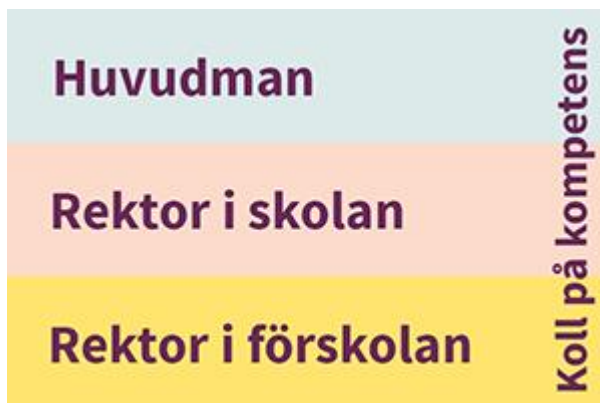 Huvudman
Rektor i skolan
Rektor i förskolan
Koll på kompetens